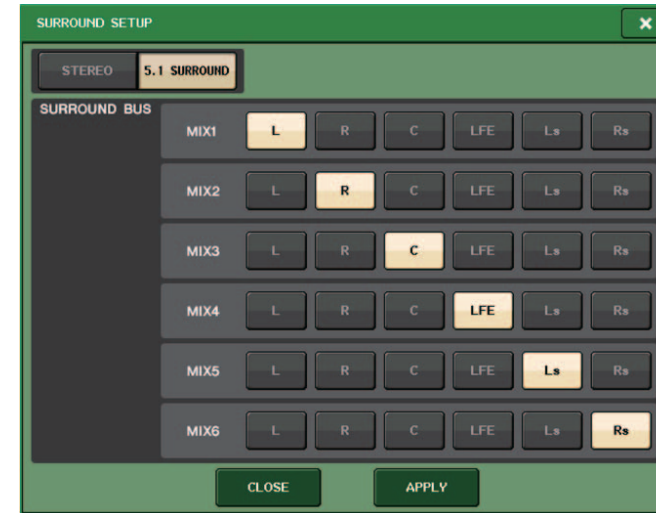 SURROUND SETUP ×
STEREO 5.1 SURROUND
SURROUND BUS
MIX1 L R C LFE Ls Rs
MIX2 L R C LFE Ls Rs
MIX3 L R C LFE Ls Rs
MIX4 L R C LFE Ls Rs
MIX5 L R C LFE Ls Rs
MIX6 L R C LFE Ls Rs
CLOSE APPLY